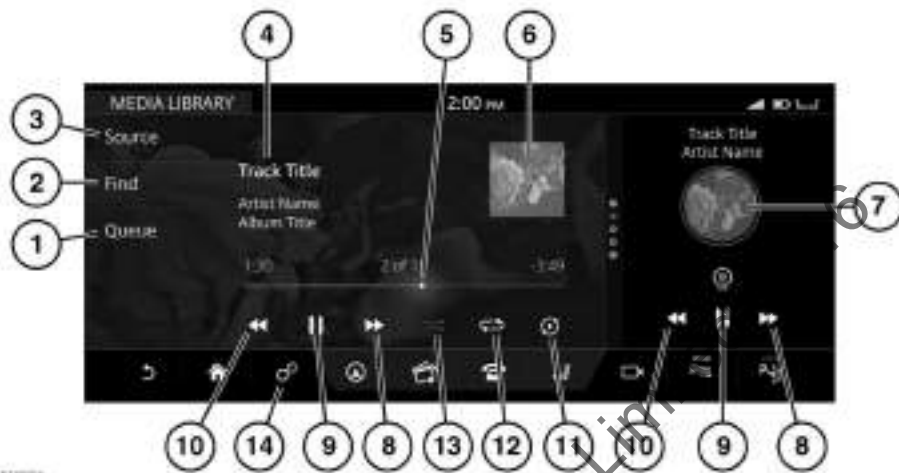 4
5
6
MEDIA LIBRARY
2:00 PM
3
Source
Track Title
Artist Name
2
Find
Track Title
7
Artist Name
Album Title
1
Queue
1:30
-3:49
10
14
9
8
13
12
11
10
9
8